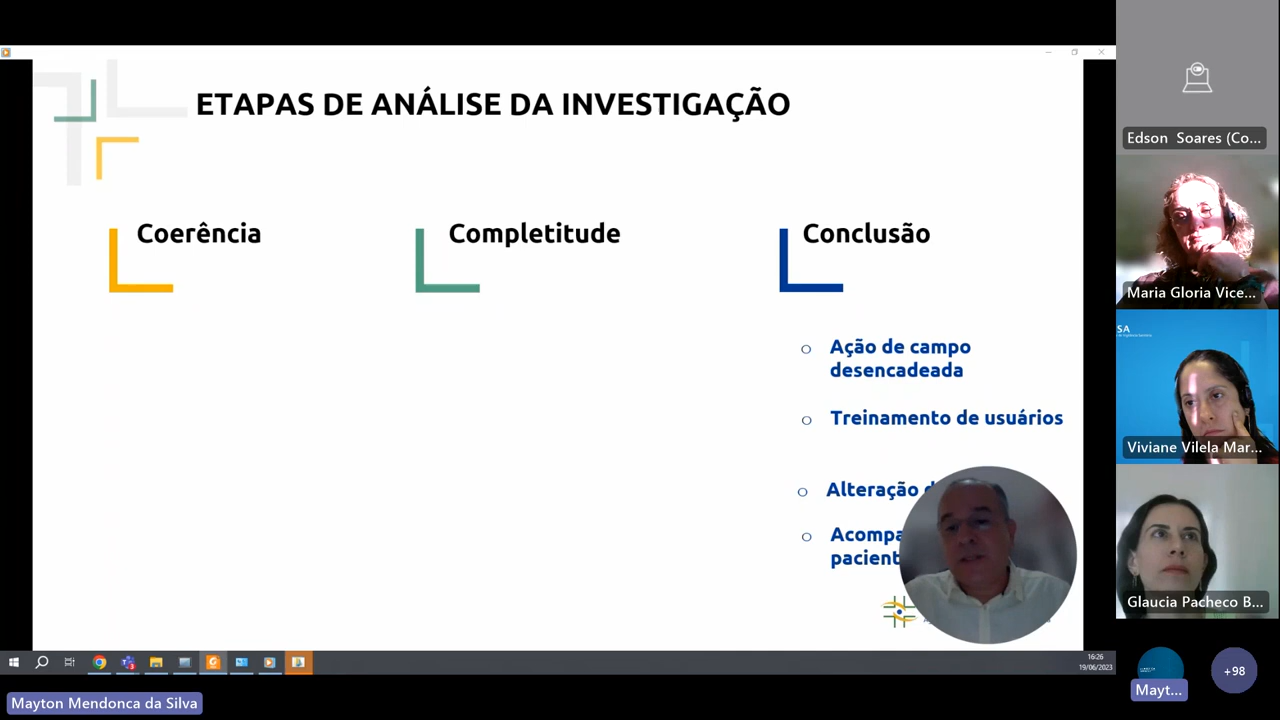 ETAPAS DE ANÁLISE DA INVESTIGAÇÃO
Coerência
Completitude
Conclusão
Ação de campo
desencadeada
Treinamento de usuários
Alteração
Acompa
pacient
16:26
19/06/2023
Edson Soares (Co...
Maria Gloria Vice...
SA
Viviane Vilela Mar...
Glaucia Pacheco B...
Mayt...
+98
Mayton Mendonca da Silva